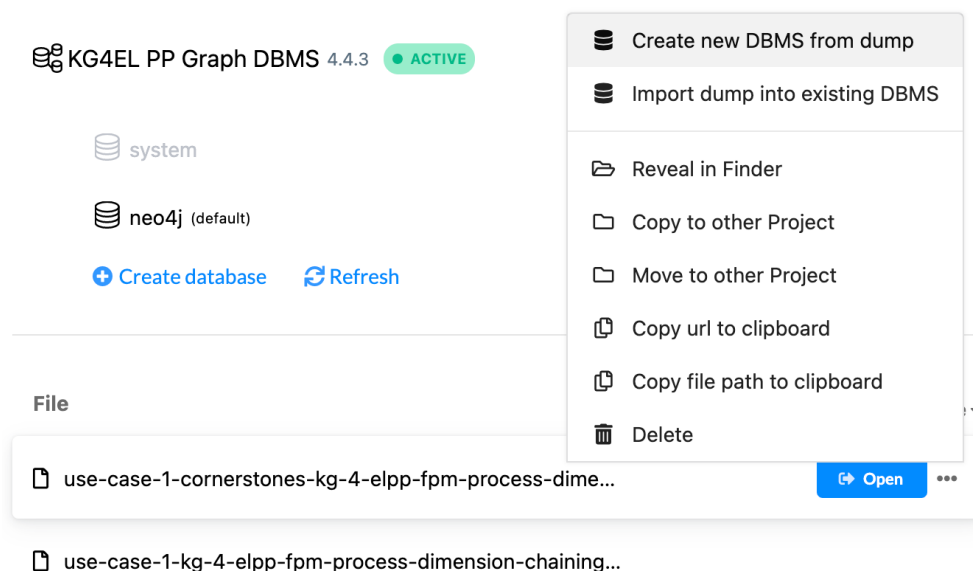 KG4EL PP Graph DBMS 4.4.3 ACTIVE
system
neo4j (default)
Create database Refresh
File
use-case-1-cornerstones-kg-4-elpp-fpm-process-dime...
Open
use-case-1-kg-4-elpp-fpm-process-dimension-chaining...
Create new DBMS from dump
Import dump into existing DBMS
Reveal in Finder
Copy to other Project
Move to other Project
Copy url to clipboard
Copy file path to clipboard
Delete